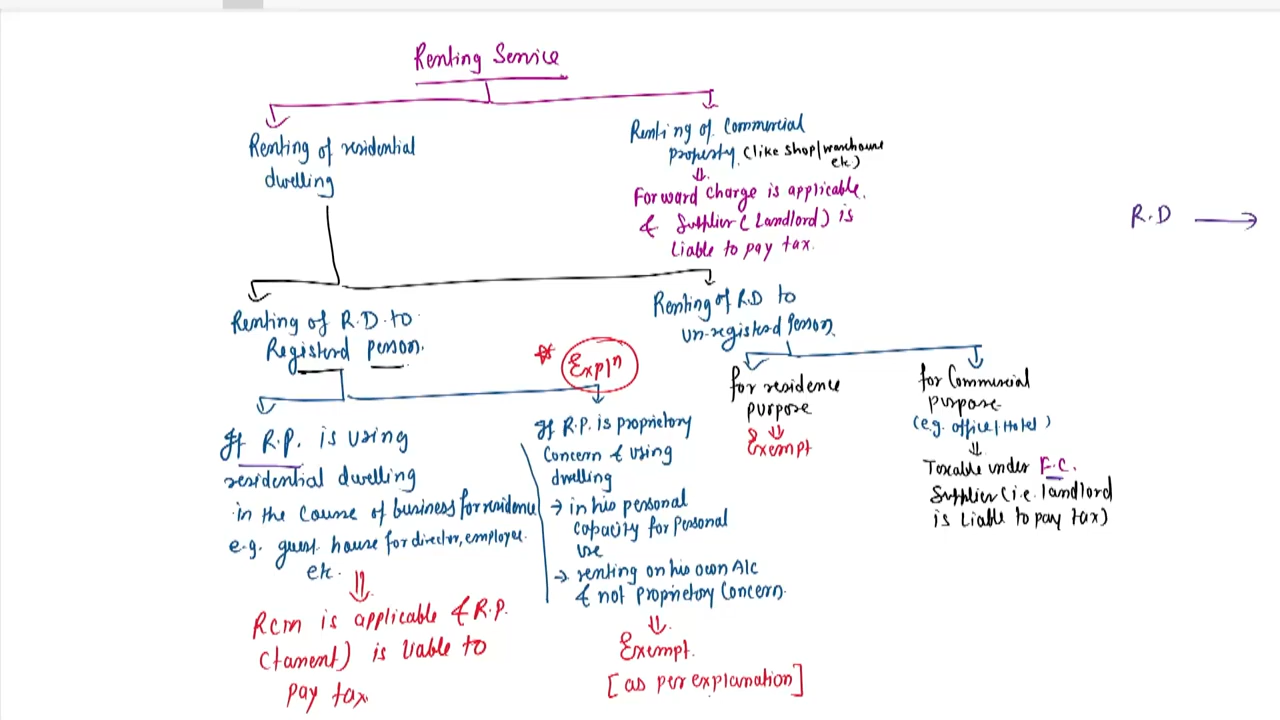 Renting Service
Renting of residential
dwelling
Renting of Commercial
property (like shop/warehouse
etc)
Forward charge is applicable
& Supplier (Landlord) is
Liable to pay tax.
R.D
Renting of R.D to
Registerd person.
Renting of R.D to
un-registerd person
* Expln
for residence
purpose
Exempt
for Commercial
purpose
(e.g. office/Hotel)
Taxable under F.C.
Supplier (i.e. landlord
is Liable to pay tax)
If R.P. is using
residential dwelling
in the course of business for residence
e.g. guest house for director, employee
etc.
RCM is applicable & R.P.
(tanent) is liable to
pay tax
If R.P. is proprietory
concern & using
dwelling
→ in his personal
capacity for personal
use
→ renting on his own A/c
& not proprietory concern.
Exempt.
[as per explanation]